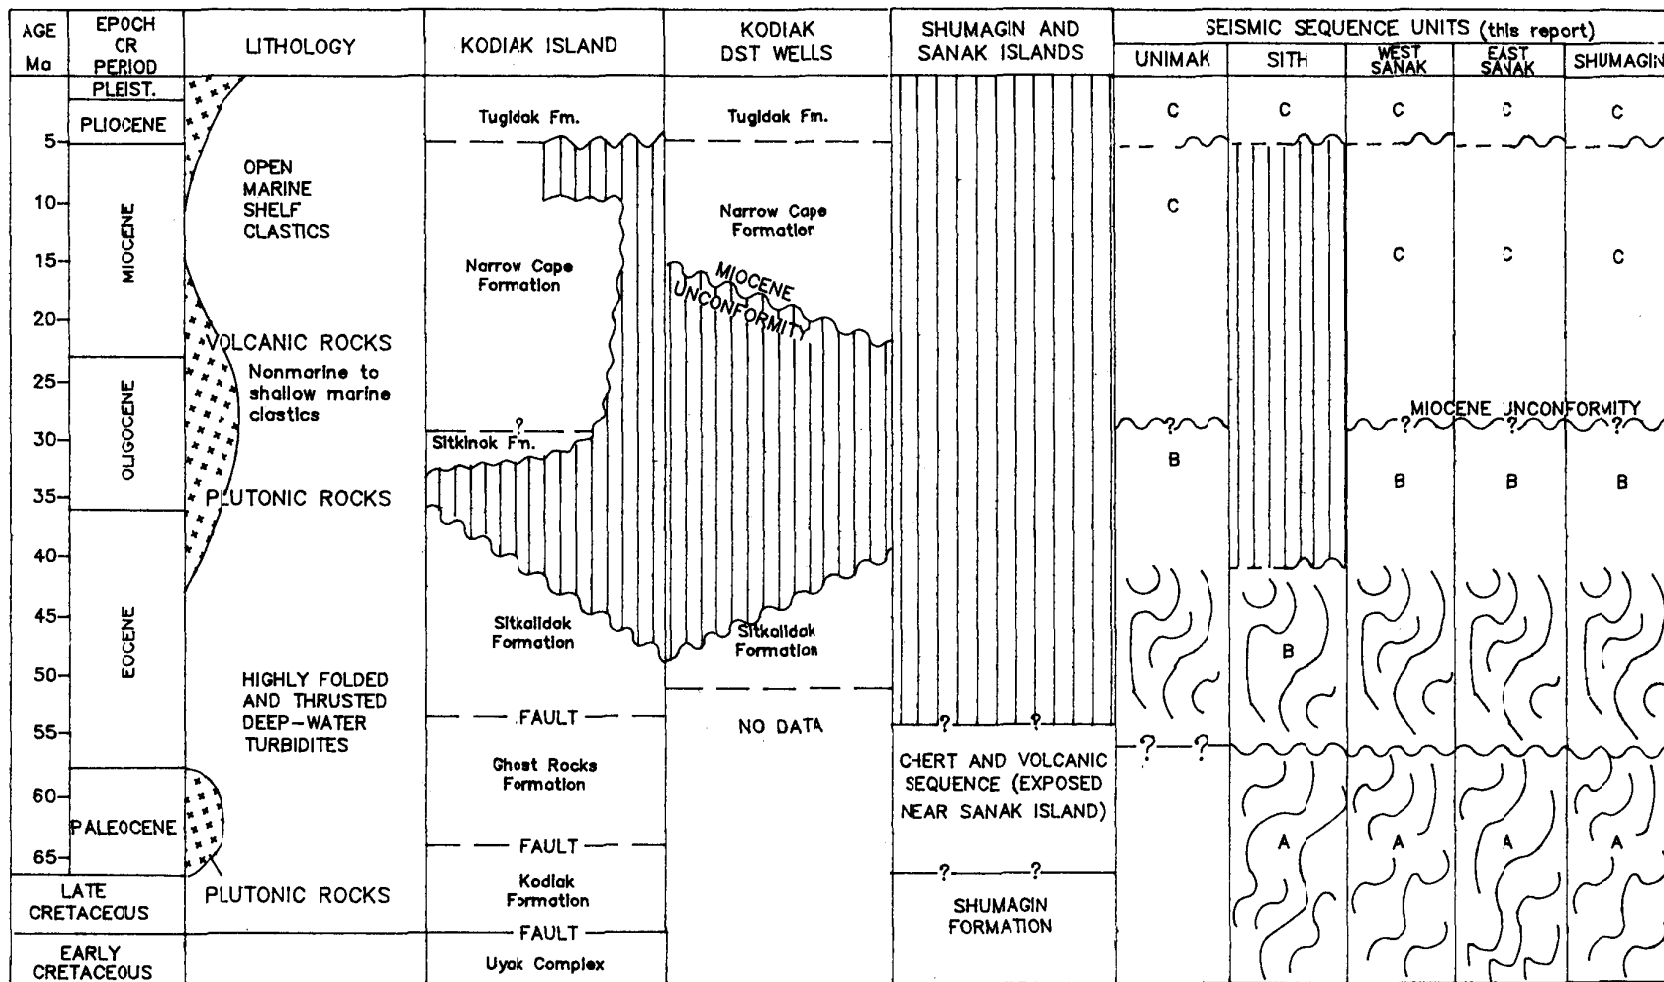 AGE
Ma
EPOCH
CR
PERIOD
LITHOLOGY
KODIAK ISLAND
KODIAK
DST WELLS
SHUMAGIN AND
SANAK ISLANDS
SEISMIC SEQUENCE UNITS (this report)
UNIMAK
SITH
WEST
SANAK
EAST
SANAK
SHUMAGIN
PLEIST.
PLIOCENE
MIOCENE
OLIGOCENE
EOCENE
PALEOCENE
LATE
CRETACEOUS
EARLY
CRETACEOUS
5
10
15
20
25
30
35
40
45
50
55
60
65
OPEN
MARINE
SHELF
CLASTICS
VOLCANIC ROCKS
Nonmarine to
shallow marine
clastics
PLUTONIC ROCKS
HIGHLY FOLDED
AND THRUSTED
DEEP-WATER
TURBIDITES
PLUTONIC ROCKS
Tugidak Fm.
Narrow Cape
Formation
?
Sitkinak Fm.
Sitkalidak
Formation
FAULT
Ghost Rocks
Formation
FAULT
Kodiak
Formation
FAULT
Uyak Complex
Tugidak Fm.
Narrow Cape
Formation
MIOCENE
UNCONFORMITY
Sitkalidak
Formation
NO DATA
? ?
CHERT AND VOLCANIC
SEQUENCE (EXPOSED
NEAR SANAK ISLAND)
? ?
SHUMAGIN
FORMATION
C C C C C
C
C C C
MIOCENE UNCONFORMITY
? ? ? ?
B
B B B
B
? ?
A A A A